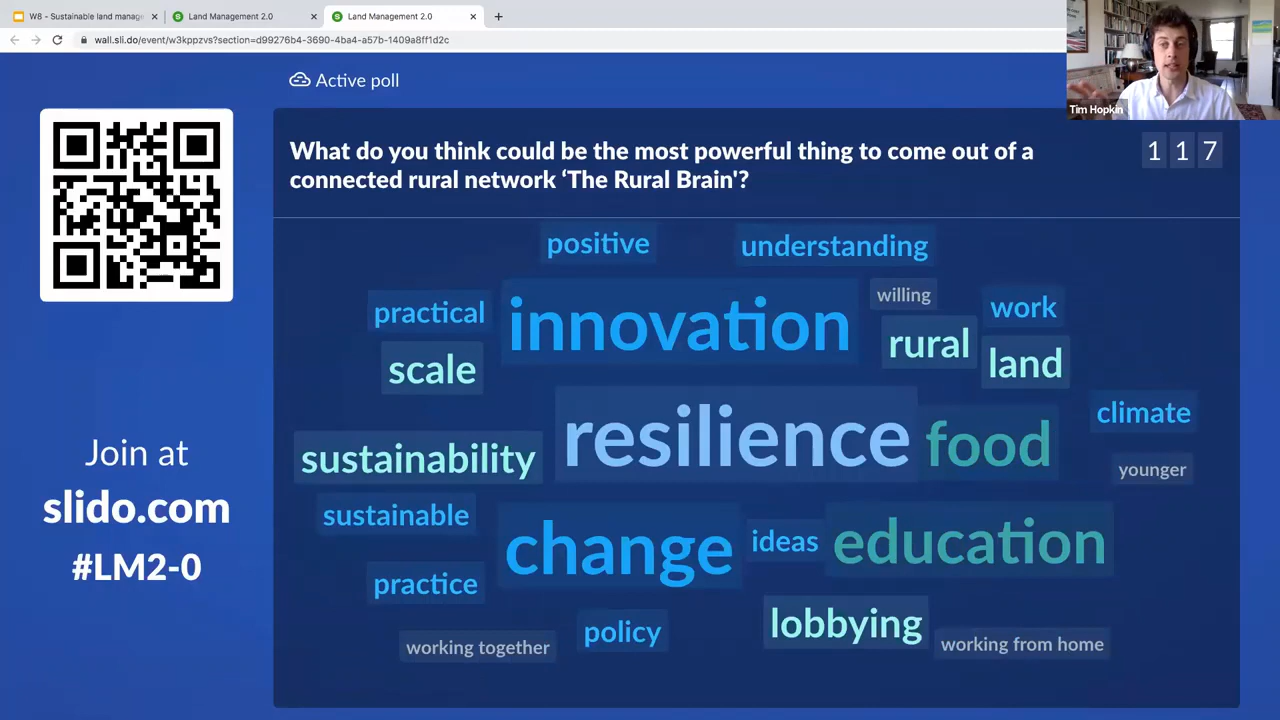 W8 - Sustainable land manage
Land Management 2.0
Land Management 2.0
wall.sli.do/event/w3kppzvs?section=d99276b4-3690-4ba4-a57b-1409a8ff1d2c
Tim Hopkin
Active poll
What do you think could be the most powerful thing to come out of a
connected rural network ‘The Rural Brain'?
1 1 7
Join at
slido.com
#LM2-0
positive
understanding
willing
practical
innovation
work
rural
scale
land
climate
resilience
food
sustainability
younger
sustainable
change
ideas
education
practice
lobbying
policy
working together
working from home